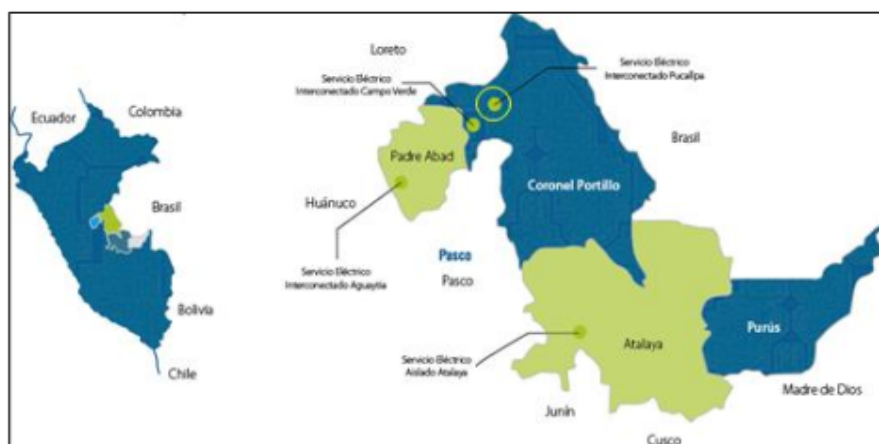 Ecuador
Colombia
Brasil
Bolivia
Chile
Loreto
Servicio Eléctrico
Interconectado Campo Verde
Servicio Eléctrico
Interconectado Pucallpa
Brasil
Padre Abad
Coronel Portillo
Huánuco
Pasco
Pasco
Servicio Eléctrico
Interconectado Aguaytia
Servicio Eléctrico
Aislado Atalaya
Atalaya
Purús
Madre de Dios
Junín
Cusco